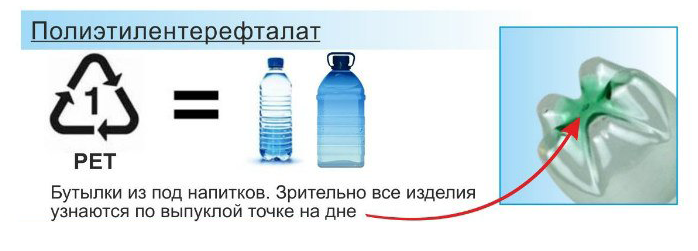 Полиэтилентерефталат
1
=
PET
Бутылки из под напитков. Зрительно все изделия
узнаются по выпуклой точке на дне